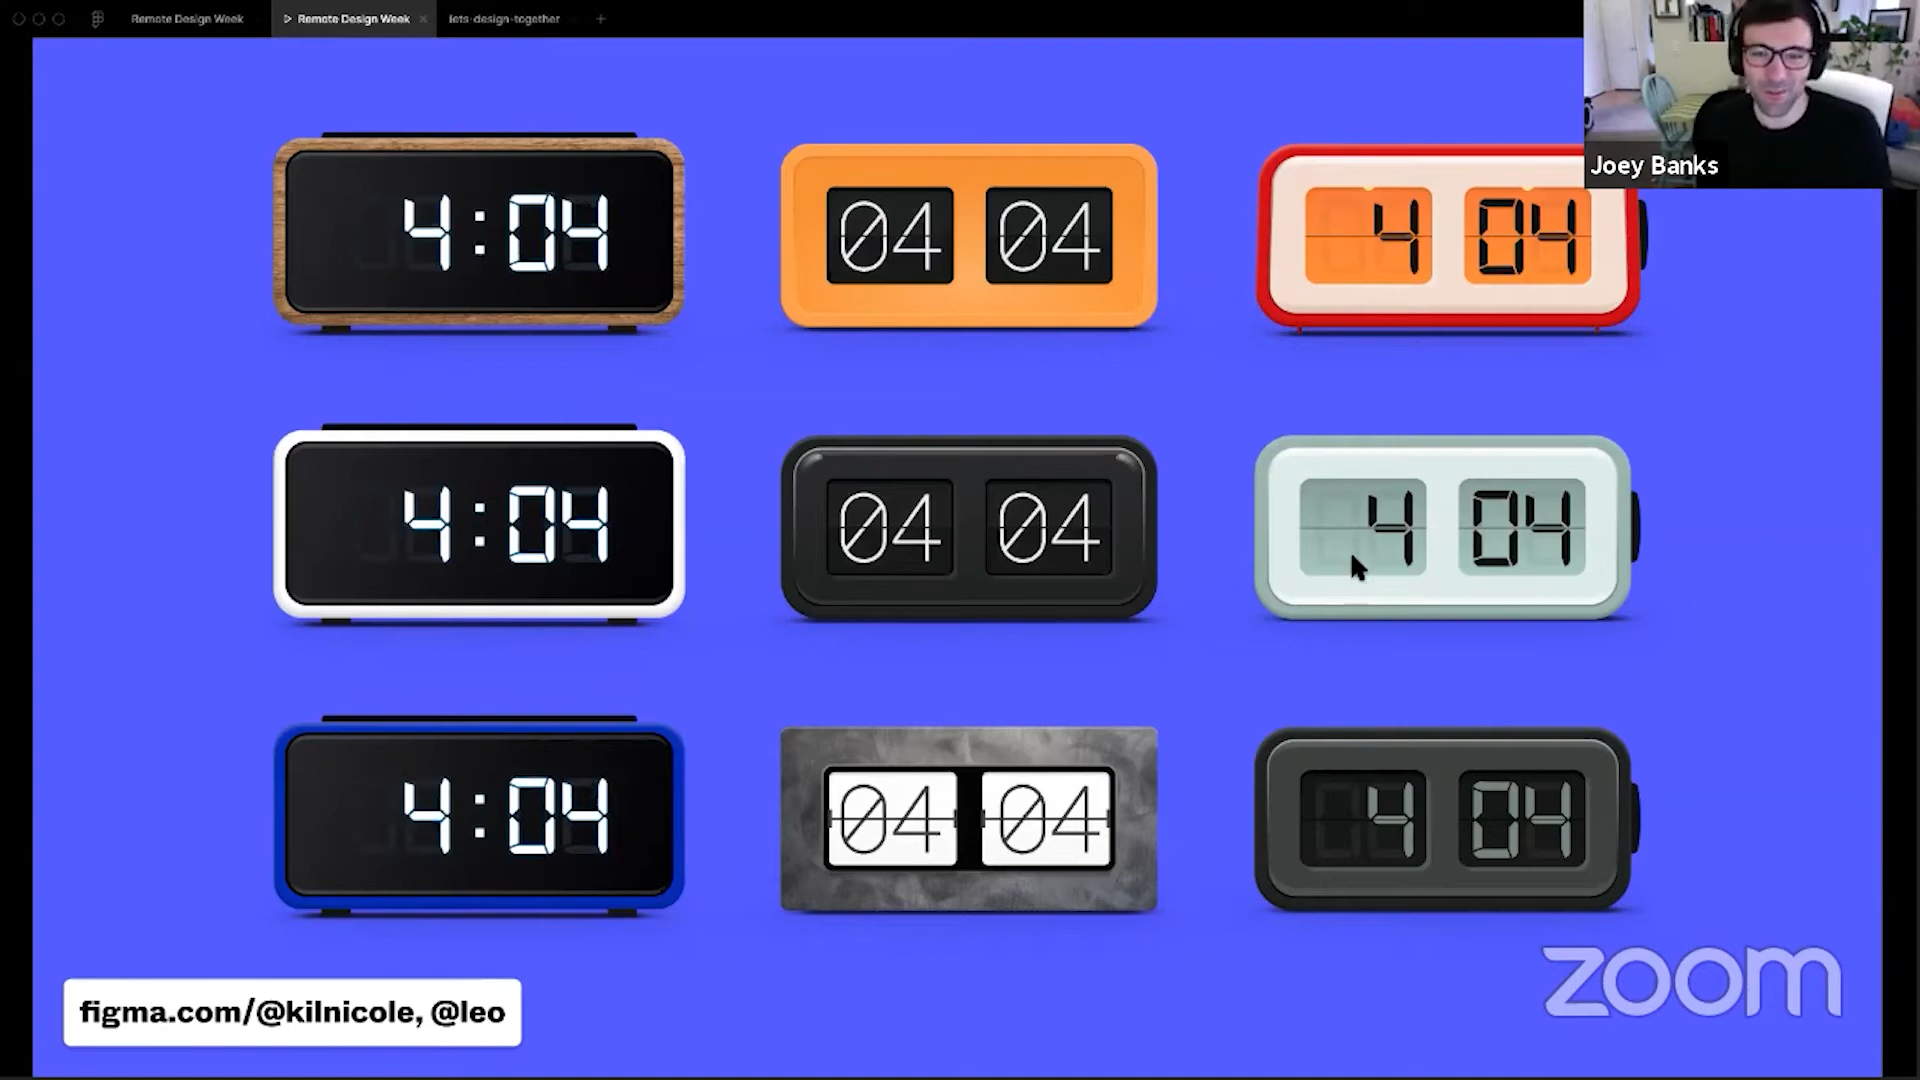 Remote Design Week
Remote Design Week
lets-design-together
Joey Banks
4:04
04 04
4 04
4:04
04 04
4 04
4:04
04 04
4 04
figma.com/@kilnicole, @leo
zoom